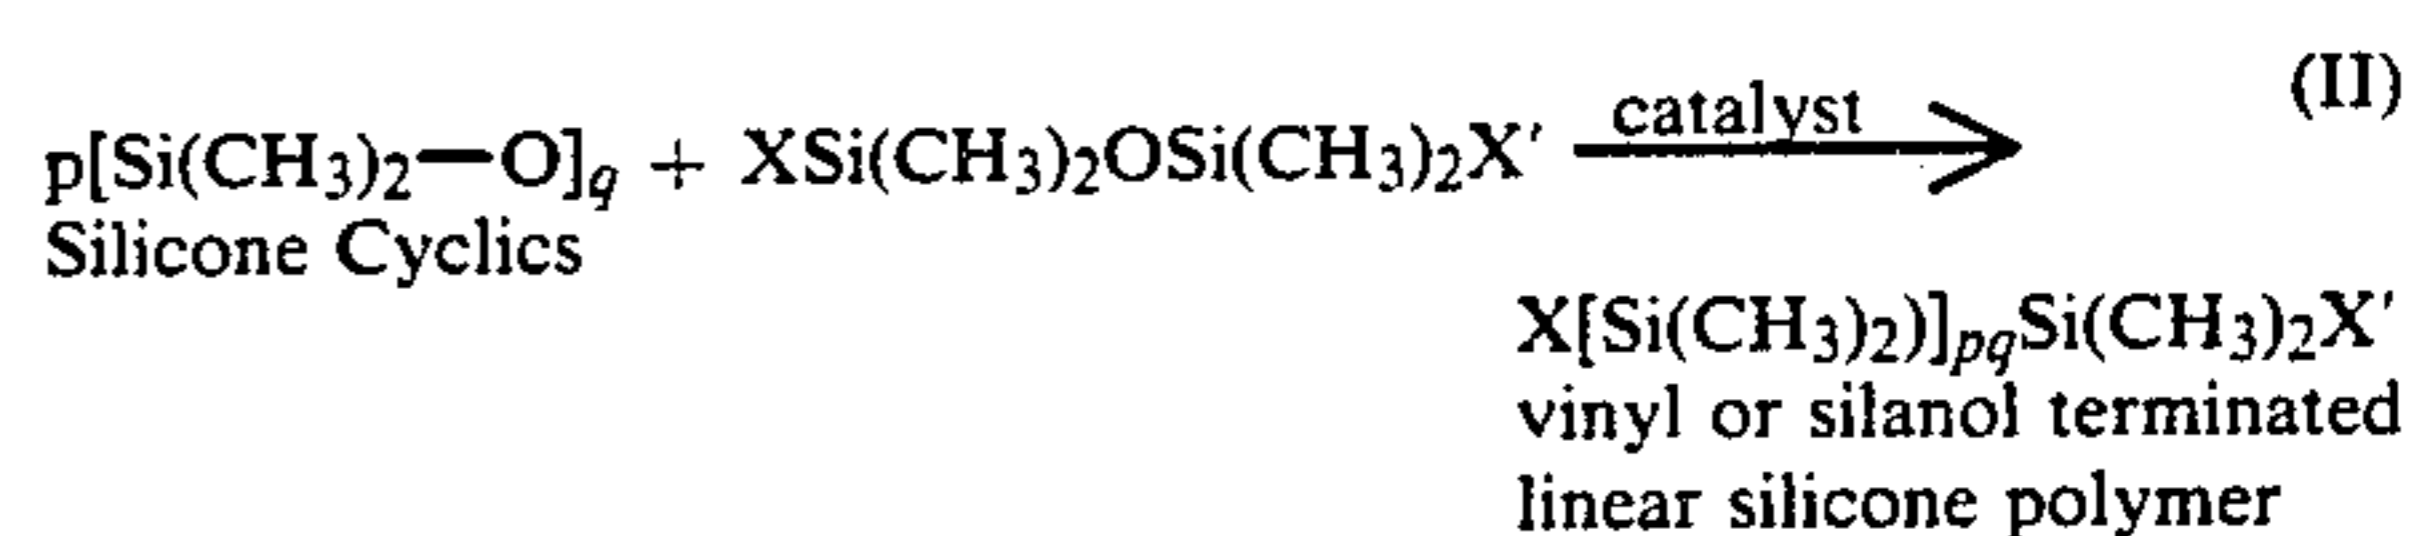 (II)
p[Si(CH₃)₂—O]q + XSi(CH₃)₂OSi(CH₃)₂X′ catalyst →
Silicone Cyclics
X[Si(CH₃)₂)]pqSi(CH₃)₂X′
vinyl or silanol terminated
linear silicone polymer